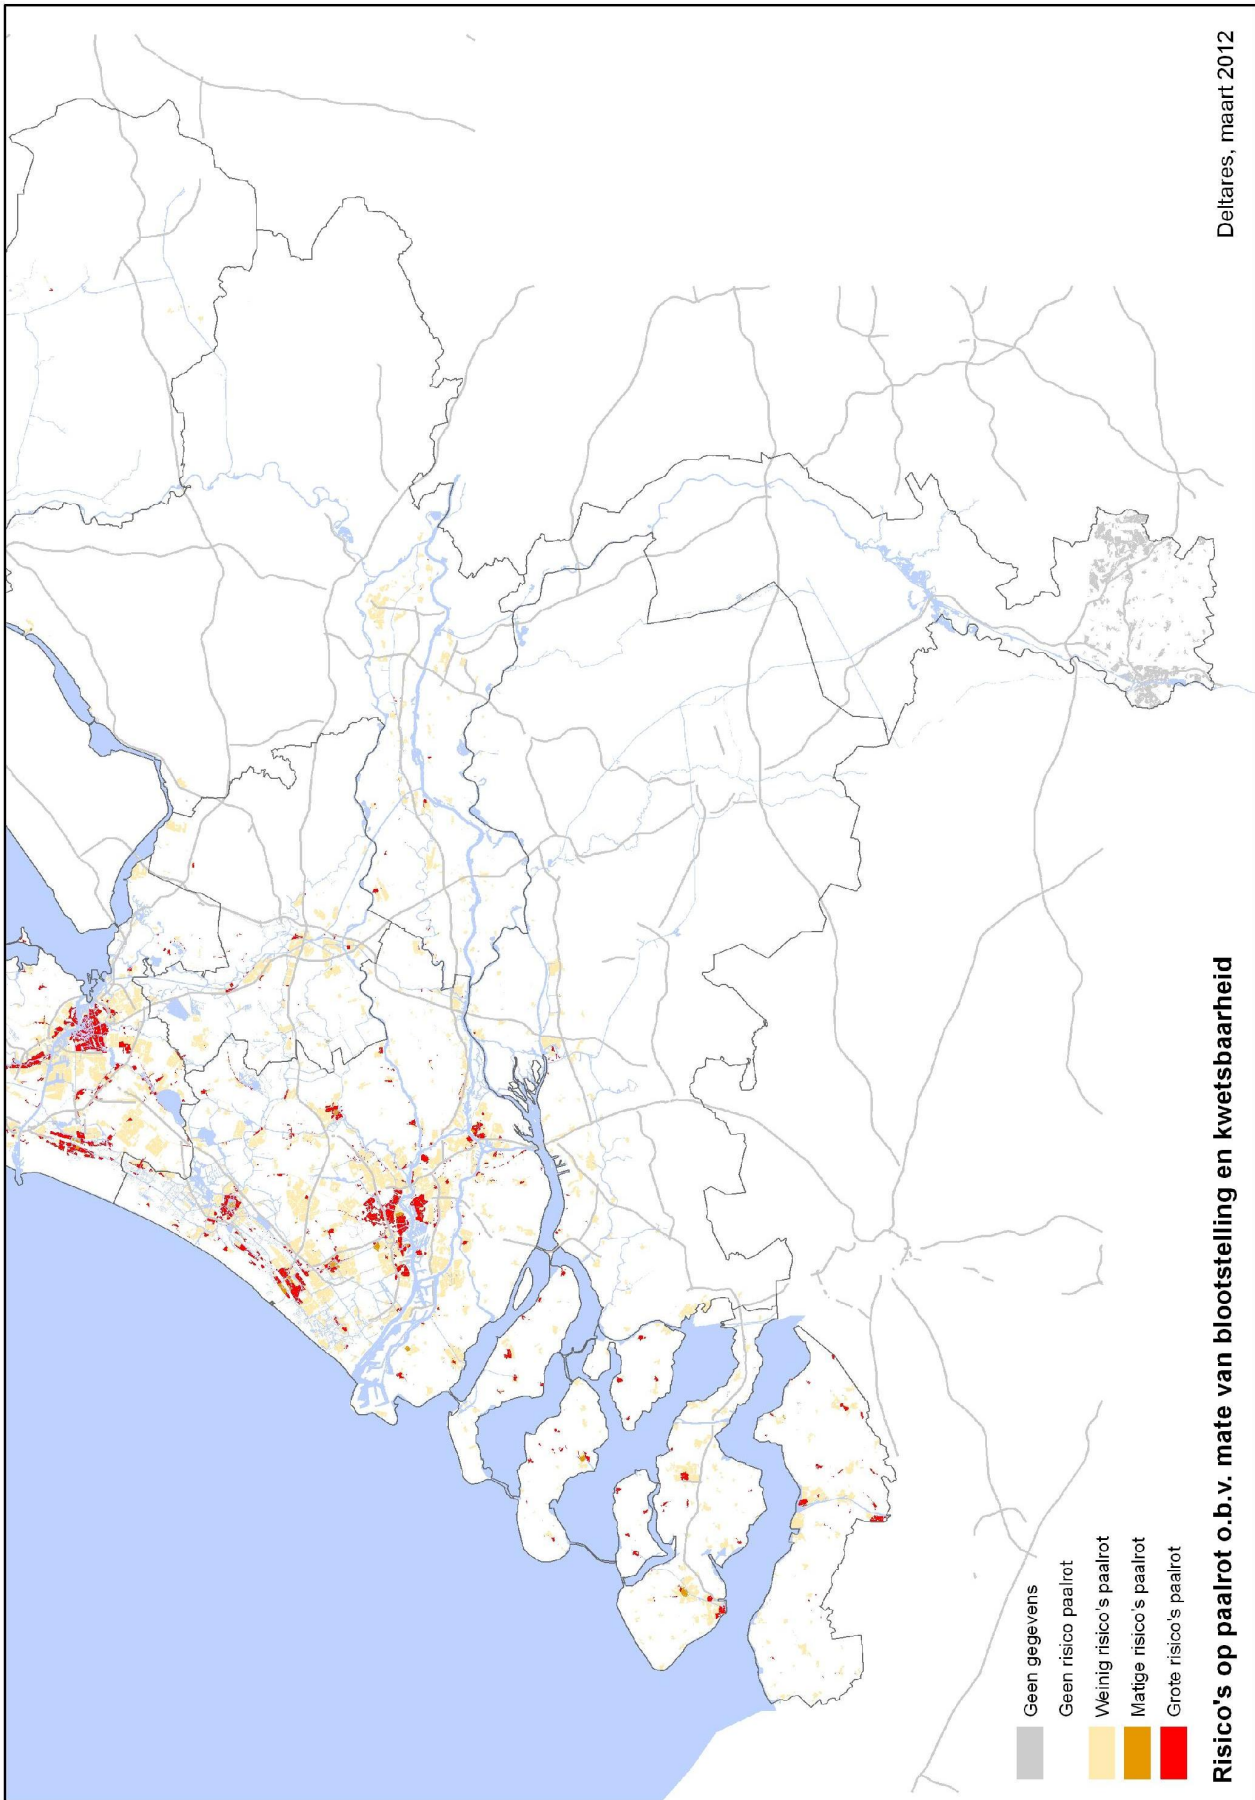 Geen gegevens
Geen risico paalrot
Weinig risico's paalrot
Matige risico's paalrot
Grote risico's paalrot
Risico's op paalrot o.b.v. mate van blootstelling en kwetsbaarheid
Deltares, maart 2012